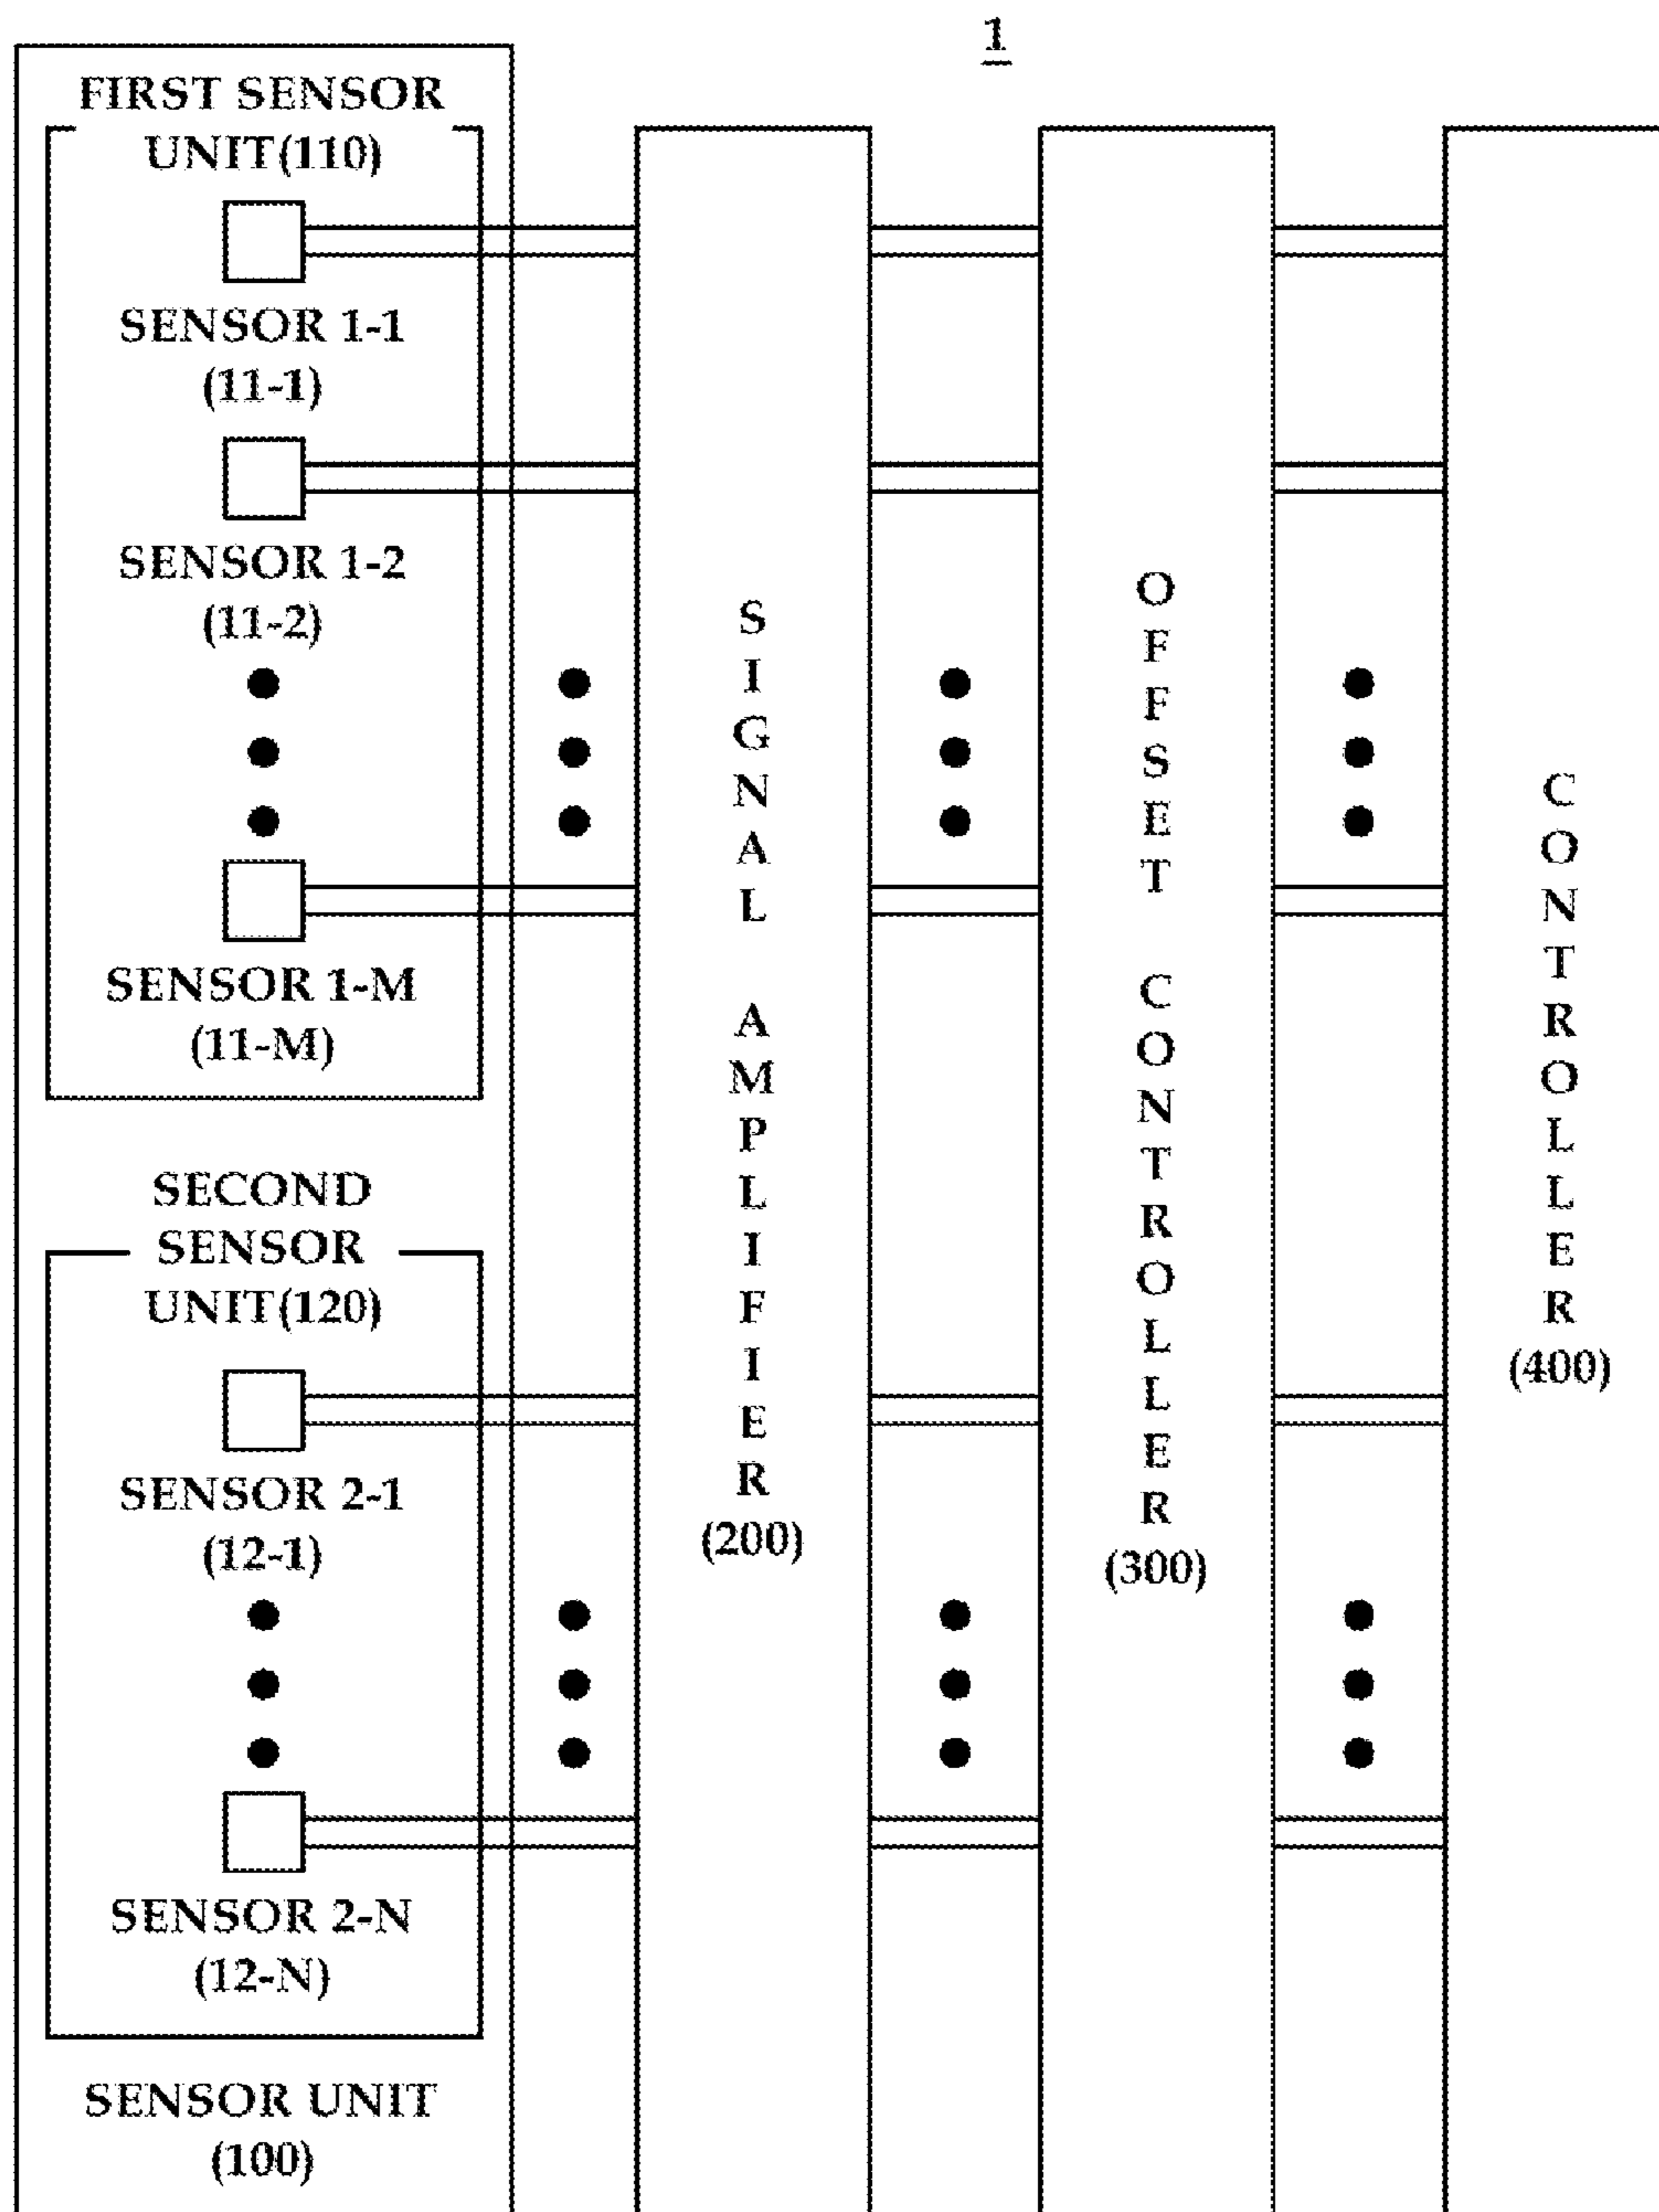 1
FIRST SENSOR
UNIT(110)
SENSOR 1-1
(11-1)
SENSOR 1-2
(11-2)
SENSOR 1-M
(11-M)
SECOND
SENSOR
UNIT(120)
SENSOR 2-1
(12-1)
SENSOR 2-N
(12-N)
SENSOR UNIT
(100)
SIGNAL AMPLIFIER
(200)
OFFSET CONTROLLER
(300)
CONTROLLER
(400)